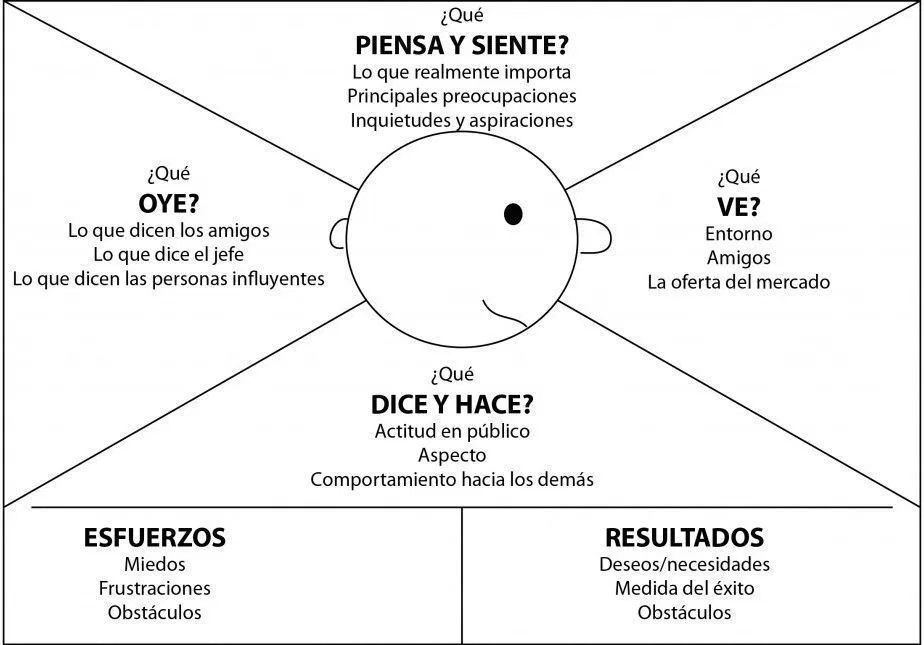 ¿Qué
PIENSA Y SIENTE?
Lo que realmente importa
Principales preocupaciones
Inquietudes y aspiraciones
¿Qué
OYE?
Lo que dicen los amigos
Lo que dice el jefe
Lo que dicen las personas influyentes
¿Qué
VE?
Entorno
Amigos
La oferta del mercado
¿Qué
DICE Y HACE?
Actitud en público
Aspecto
Comportamiento hacia los demás
ESFUERZOS
Miedos
Frustraciones
Obstáculos
RESULTADOS
Deseos/necesidades
Medida del éxito
Obstáculos